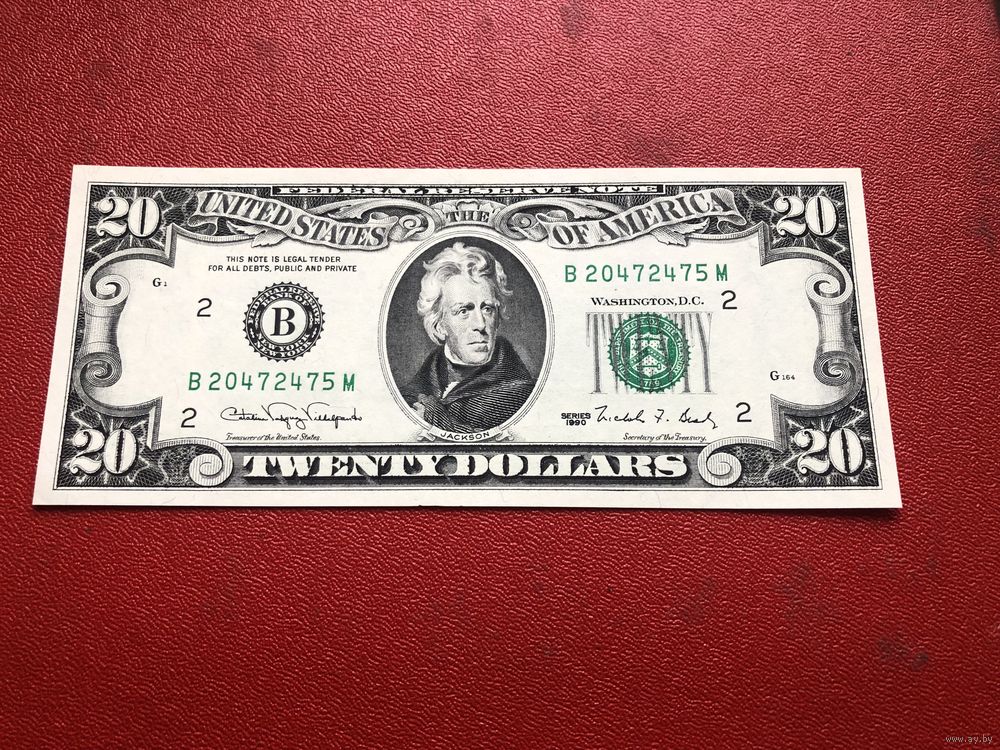 FEDERAL RESERVE NOTE
20 UNITED STATES THE OF AMERICA 20
THIS NOTE IS LEGAL TENDER
FOR ALL DEBTS, PUBLIC AND PRIVATE
B 20472475 M
G 2
WASHINGTON, D.C.
2
2
B
B 20472475 M
G 164
2
2
Treasurer of the United States.
SERIES
1990
Secretary of the Treasury.
JACKSON
20 TWENTY DOLLARS 20
www.ay.by